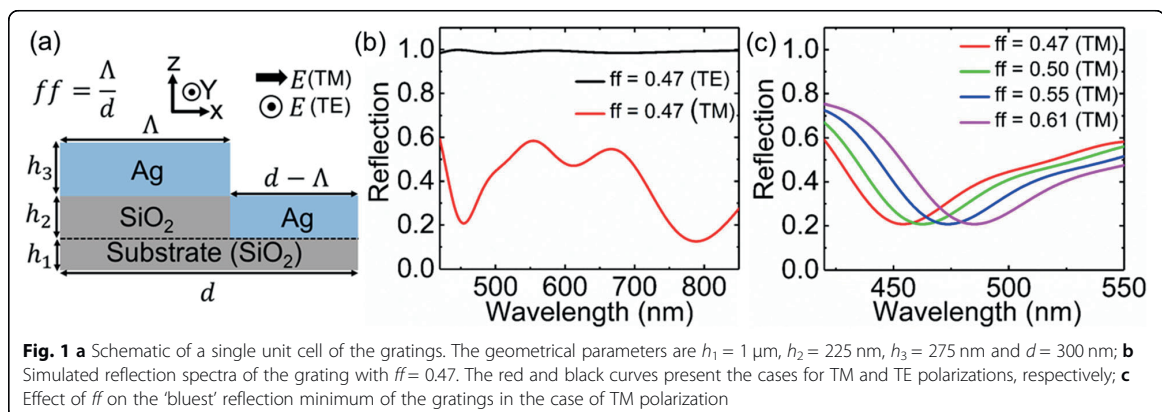 (a)
ff = Λ/d
Z
Y
X
E(TM)
E(TE)
Λ
h₃
Ag
d − Λ
h₂
SiO₂
Ag
h₁
Substrate (SiO₂)
d
(b)
Reflection
1.0
0.8
0.6
0.4
0.2
0.0
ff = 0.47 (TE)
ff = 0.47 (TM)
500 600 700 800
Wavelength (nm)
(c)
Reflection
1.0
0.8
0.6
0.4
0.2
0.0
ff = 0.47 (TM)
ff = 0.50 (TM)
ff = 0.55 (TM)
ff = 0.61 (TM)
450 500 550
Wavelength (nm)
Fig. 1 a Schematic of a single unit cell of the gratings. The geometrical parameters are h₁ = 1 μm, h₂ = 225 nm, h₃ = 275 nm and d = 300 nm; b
Simulated reflection spectra of the grating with ff = 0.47. The red and black curves present the cases for TM and TE polarizations, respectively; c
Effect of ff on the ‘bluest’ reflection minimum of the gratings in the case of TM polarization